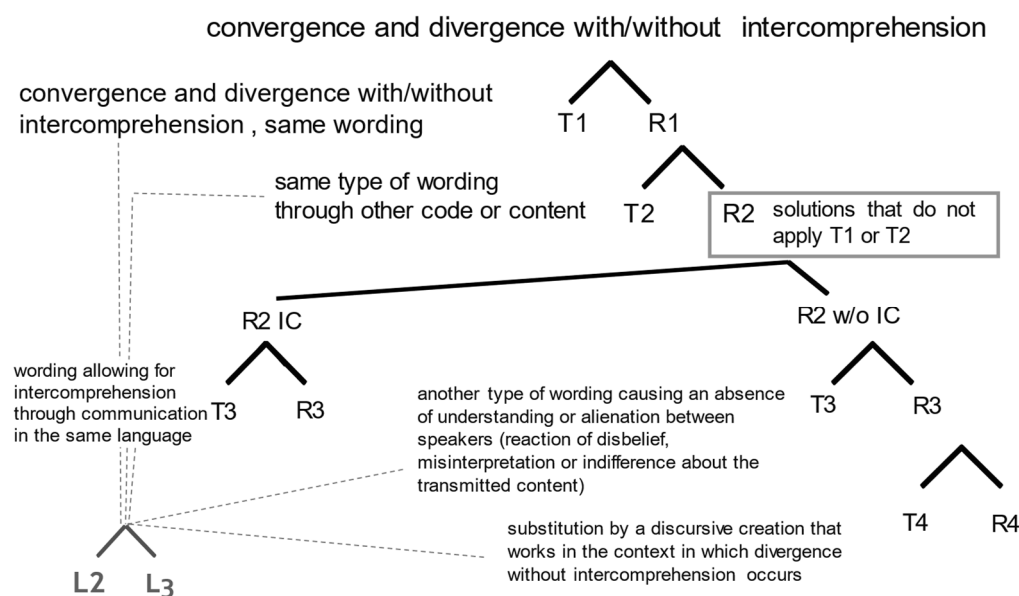 convergence and divergence with/without intercomprehension
convergence and divergence with/without
intercomprehension , same wording
T1 R1
same type of wording
through other code or content
T2 R2 solutions that do not
apply T1 or T2
R2 IC R2 w/o IC
wording allowing for
intercomprehension
through communication
in the same language
T3 R3
T3 R3
another type of wording causing an absence
of understanding or alienation between
speakers (reaction of disbelief,
misinterpretation or indifference about the
transmitted content)
T4 R4
substitution by a discursive creation that
works in the context in which divergence
without intercomprehension occurs
L2 L3